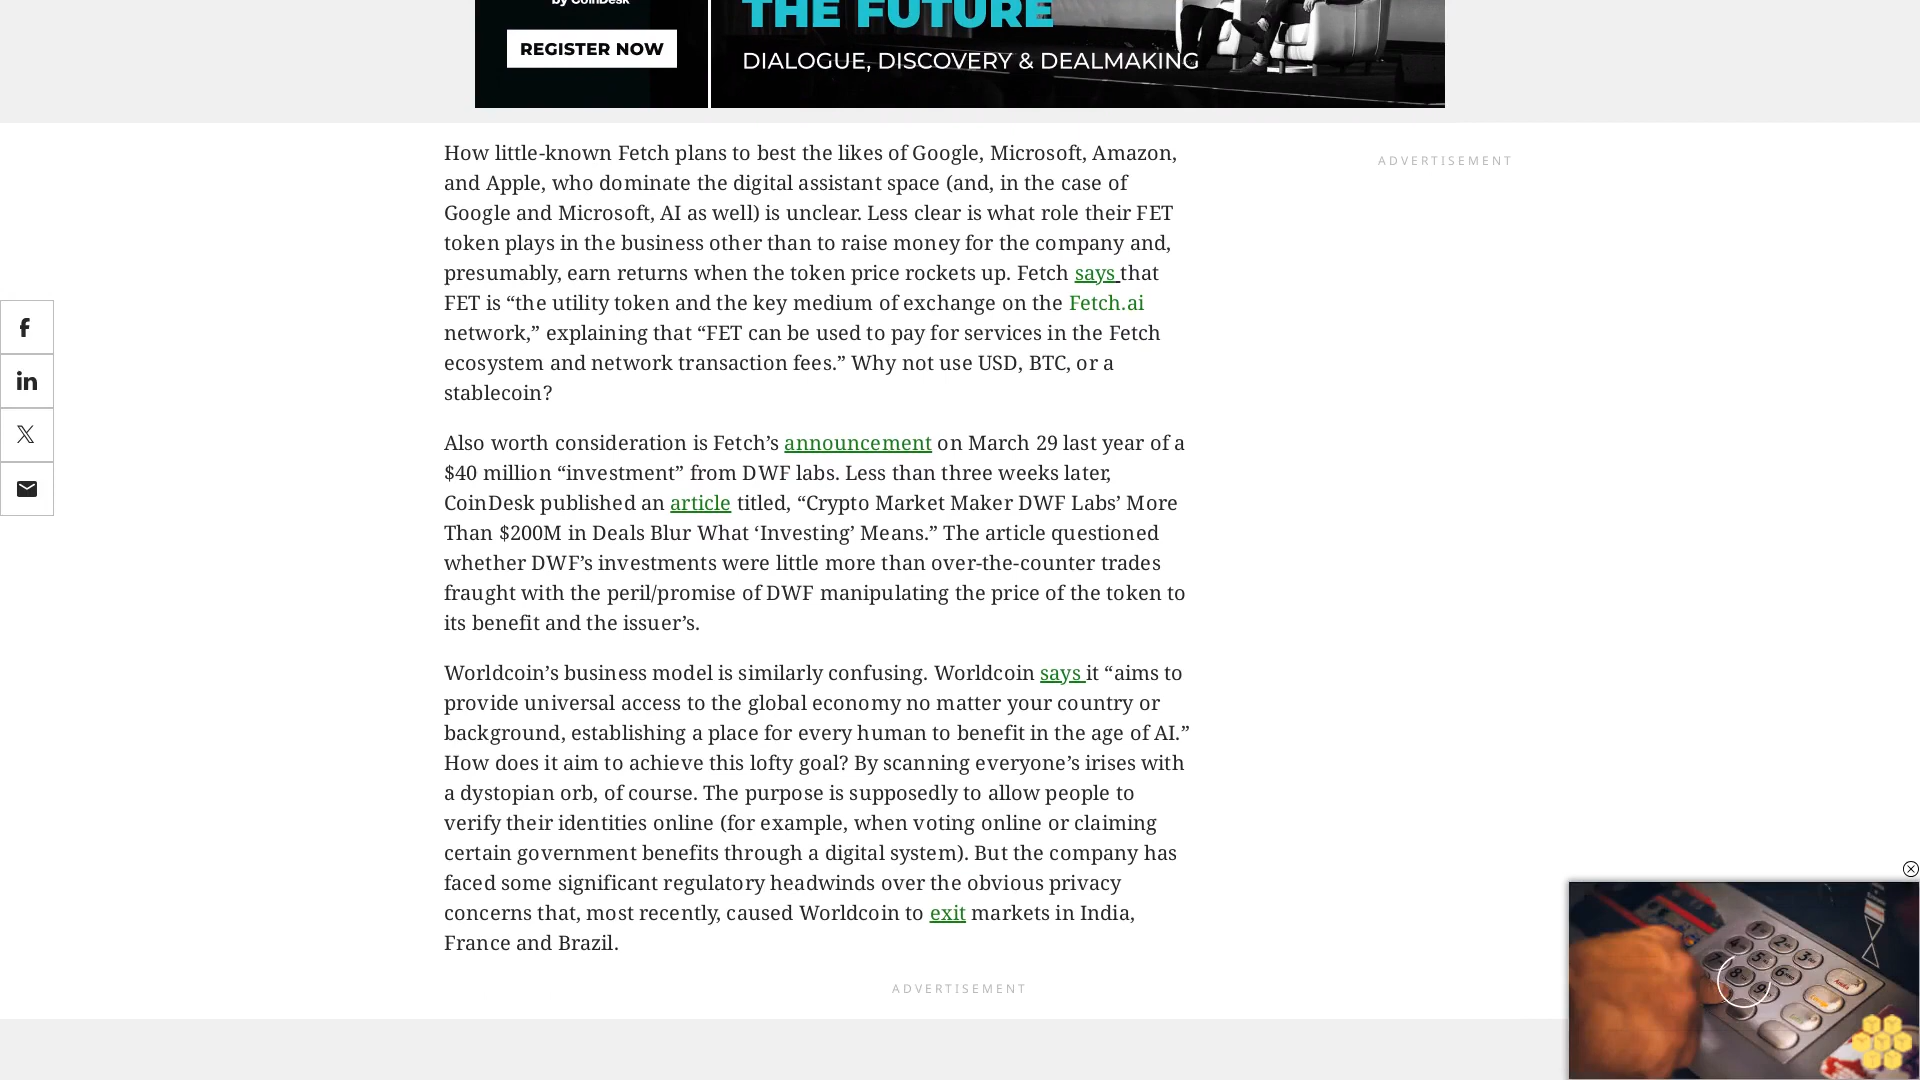 by CoinDesk
THE FUTURE
REGISTER NOW
DIALOGUE, DISCOVERY & DEALMAKING
How little-known Fetch plans to best the likes of Google, Microsoft, Amazon,
and Apple, who dominate the digital assistant space (and, in the case of
Google and Microsoft, AI as well) is unclear. Less clear is what role their FET
token plays in the business other than to raise money for the company and,
presumably, earn returns when the token price rockets up. Fetch says that
FET is “the utility token and the key medium of exchange on the Fetch.ai
network,” explaining that “FET can be used to pay for services in the Fetch
ecosystem and network transaction fees.” Why not use USD, BTC, or a
stablecoin?
ADVERTISEMENT
Also worth consideration is Fetch’s announcement on March 29 last year of a
$40 million “investment” from DWF labs. Less than three weeks later,
CoinDesk published an article titled, “Crypto Market Maker DWF Labs’ More
Than $200M in Deals Blur What ‘Investing’ Means.” The article questioned
whether DWF’s investments were little more than over-the-counter trades
fraught with the peril/promise of DWF manipulating the price of the token to
its benefit and the issuer’s.
Worldcoin’s business model is similarly confusing. Worldcoin says it “aims to
provide universal access to the global economy no matter your country or
background, establishing a place for every human to benefit in the age of AI.”
How does it aim to achieve this lofty goal? By scanning everyone’s irises with
a dystopian orb, of course. The purpose is supposedly to allow people to
verify their identities online (for example, when voting online or claiming
certain government benefits through a digital system). But the company has
faced some significant regulatory headwinds over the obvious privacy
concerns that, most recently, caused Worldcoin to exit markets in India,
France and Brazil.
ADVERTISEMENT
1 2 3
4 5 6
7 8 9